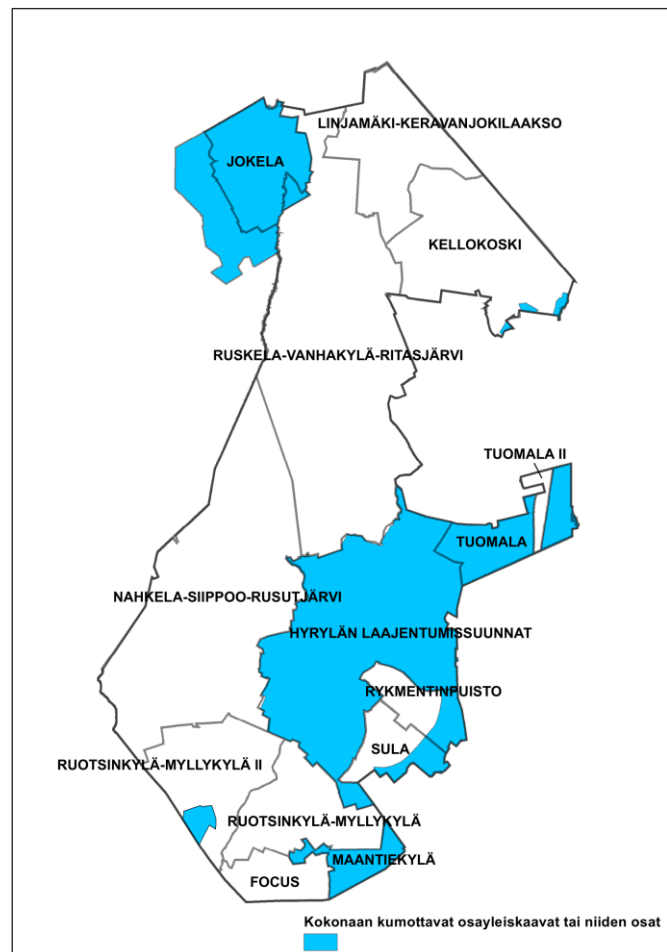 LINJAMÄKI-KERAVANJOKILAAKSO
JOKELA
KELLOKOSKI
RUSKELA-VANHAKYLÄ-RITASJÄRVI
TUOMALA II
TUOMALA
NAHKELA-SIIPPOO-RUSUTJÄRVI
HYRYLÄN LAAJENTUMISSUUNNAT
RYKMENTINPUISTO
SULA
RUOTSINKYLÄ-MYLLYKYLÄ II
RUOTSINKYLÄ-MYLLYKYLÄ
MAANTIEKYLÄ
FOCUS
Kokonaan kumottavat osayleiskaavat tai niiden osat